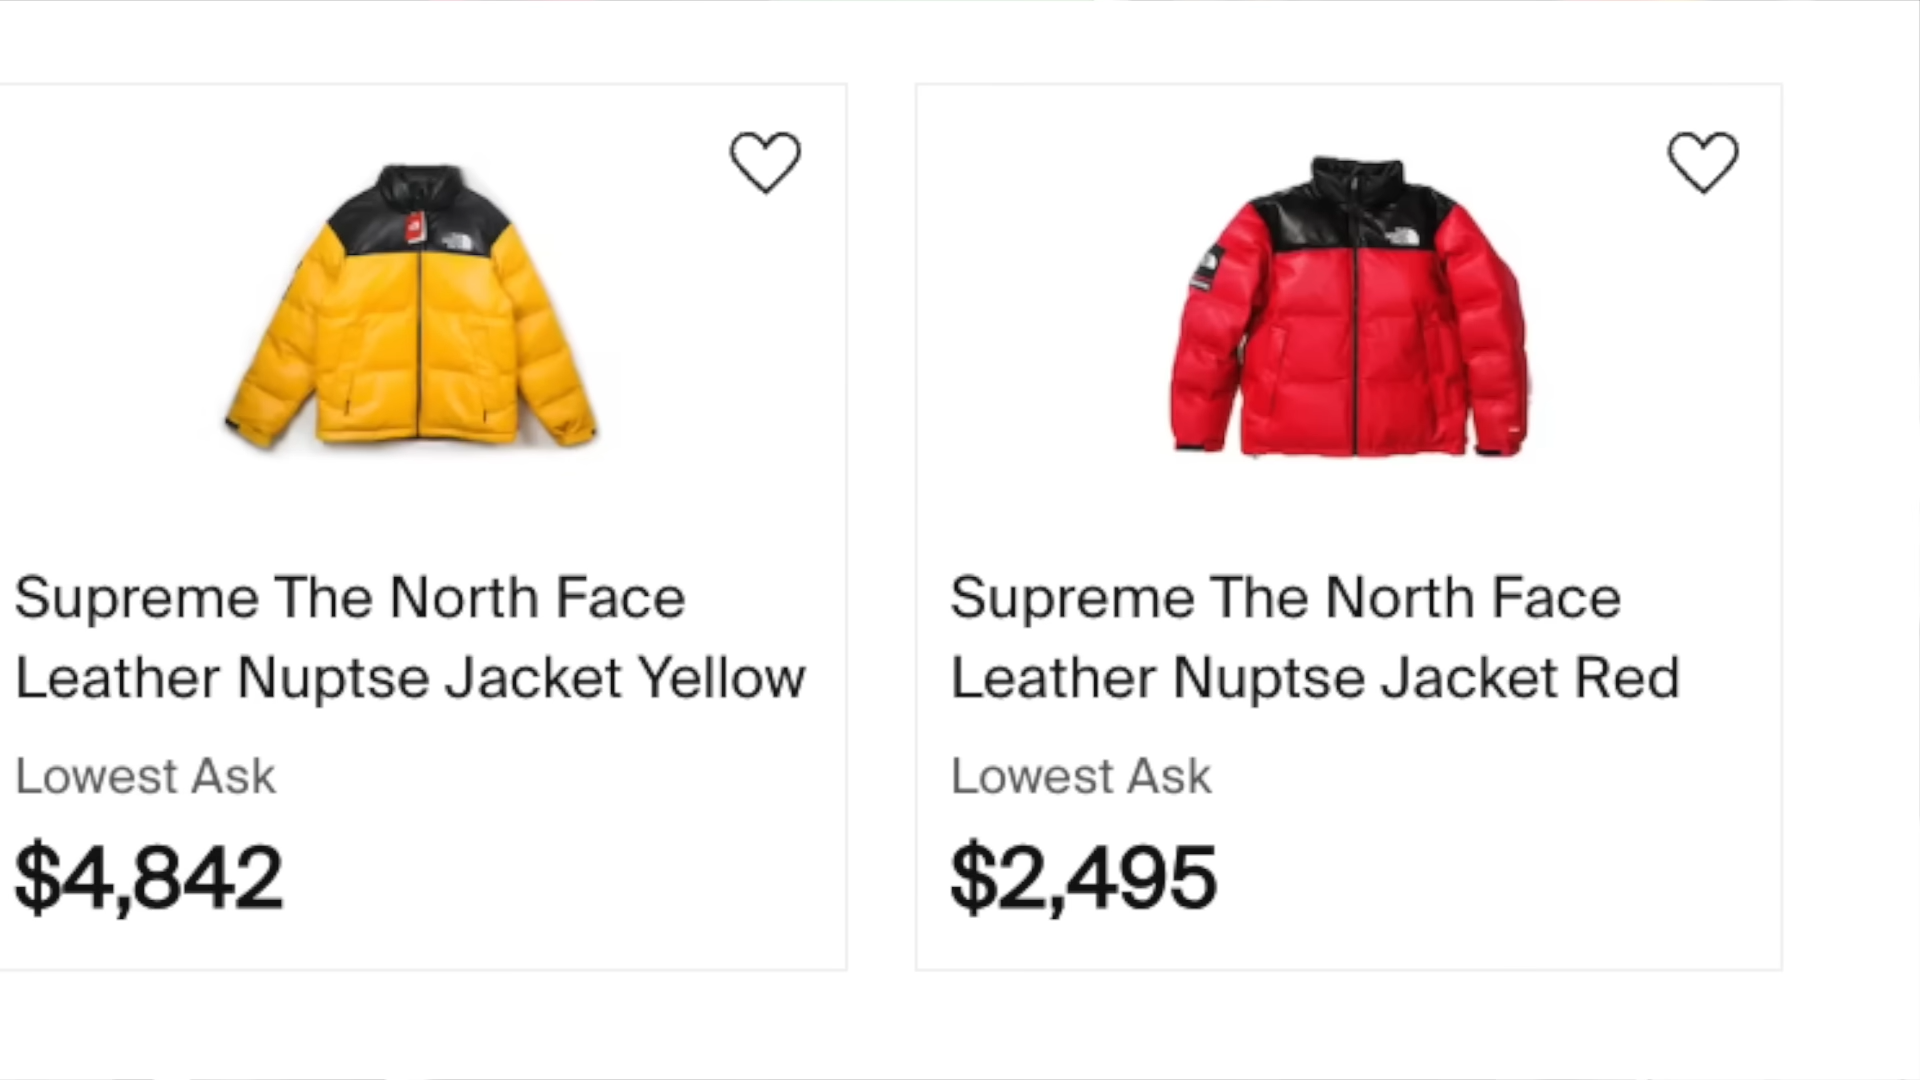 Supreme The North Face
Leather Nuptse Jacket Yellow
Lowest Ask
$4,842
Supreme The North Face
Leather Nuptse Jacket Red
Lowest Ask
$2,495